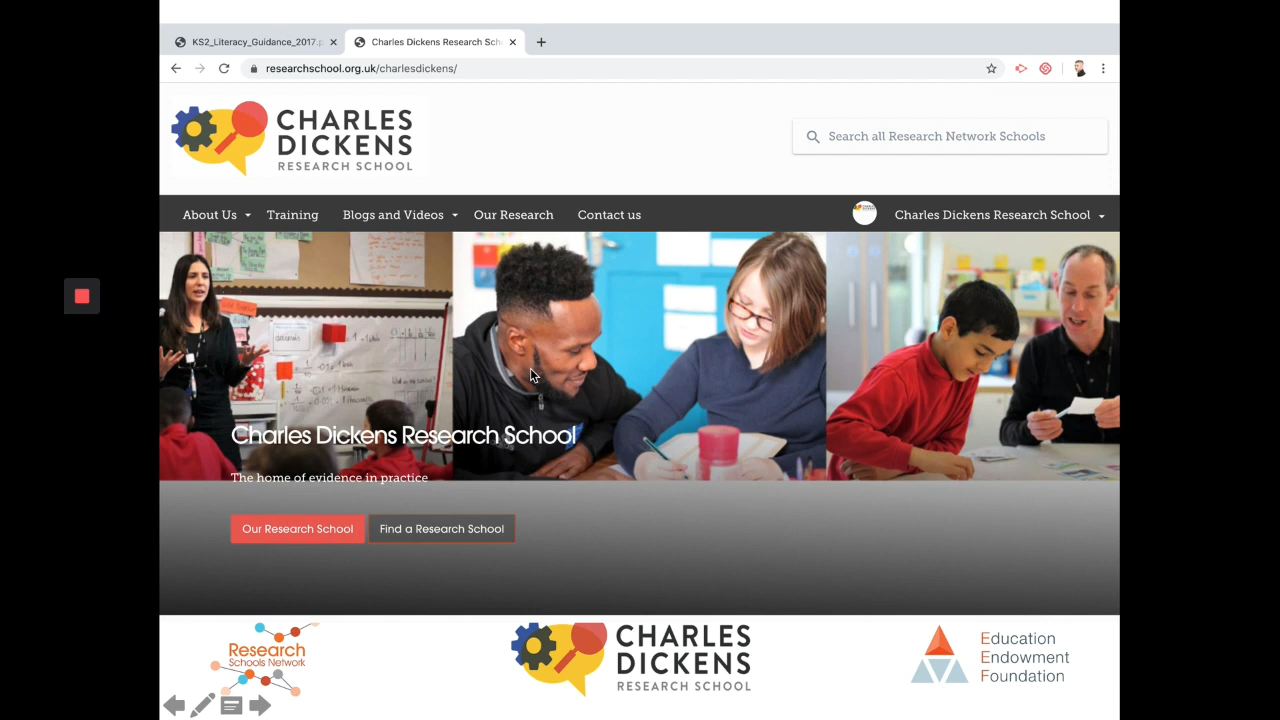 KS2_Literacy_Guidance_2017.p
Charles Dickens Research Sch
researchschool.org.uk/charlesdickens/
CHARLES
DICKENS
RESEARCH SCHOOL
Search all Research Network Schools
About Us
Training
Blogs and Videos
Our Research
Contact us
Charles Dickens Research School
Charles Dickens Research School
The home of evidence in practice
Our Research School
Find a Research School
Research
Schools Network
CHARLES
DICKENS
RESEARCH SCHOOL
Education
Endowment
Foundation